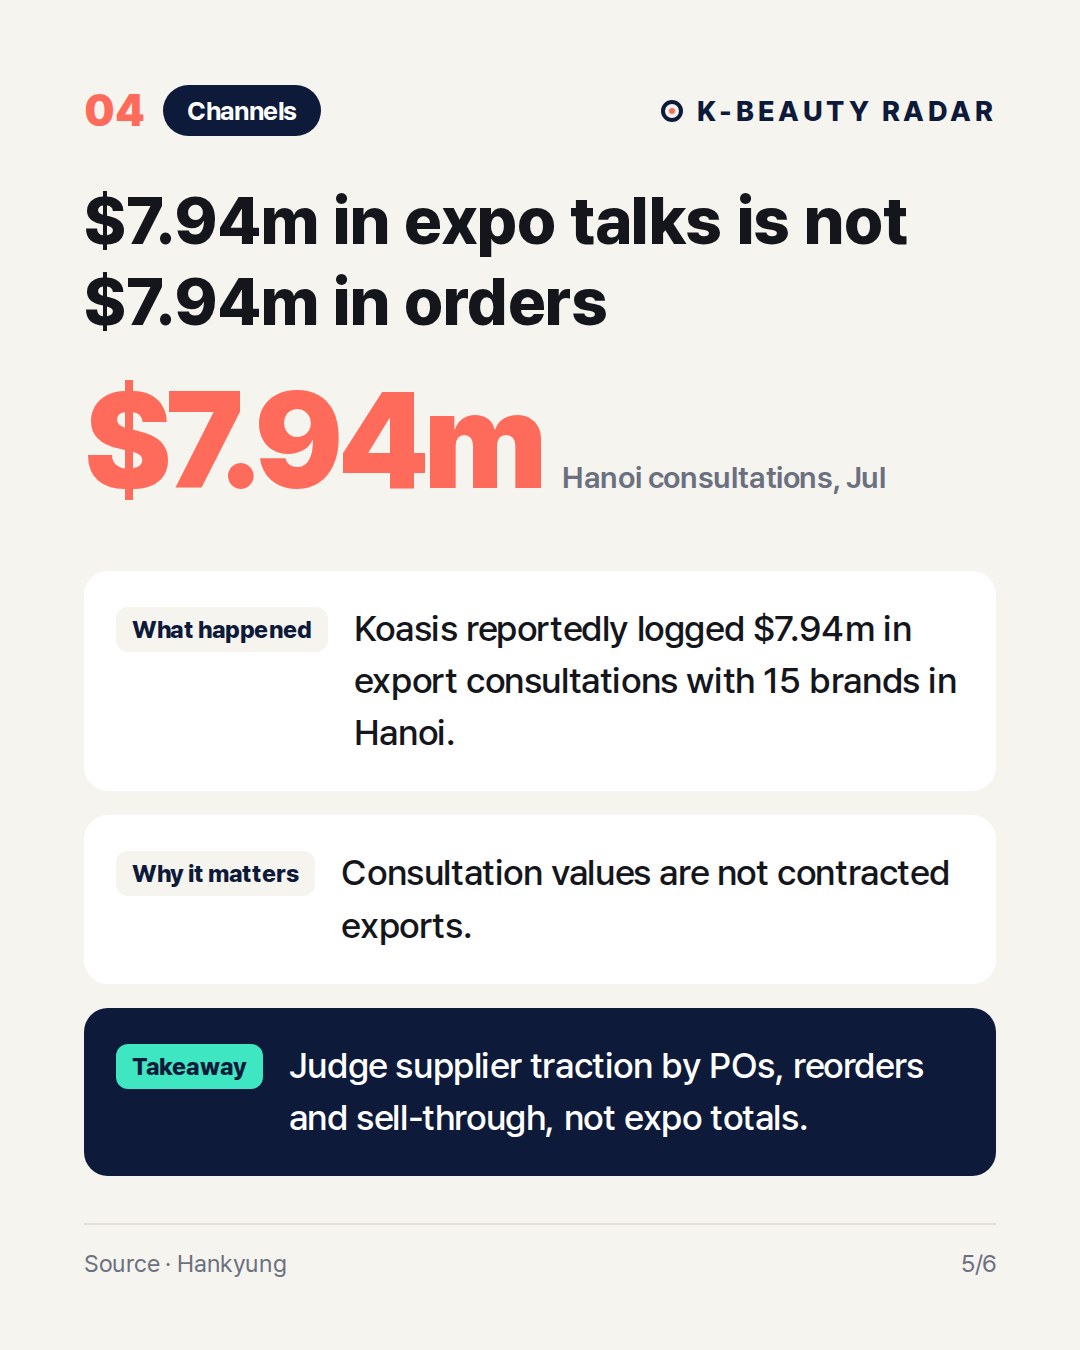 04 Channels K-BEAUTY RADAR
$7.94m in expo talks is not
$7.94m in orders
$7.94m Hanoi consultations, Jul
What happened Koasis reportedly logged $7.94m in
export consultations with 15 brands in
Hanoi.
Why it matters Consultation values are not contracted
exports.
Takeaway Judge supplier traction by POs, reorders
and sell-through, not expo totals.
Source · Hankyung 5/6